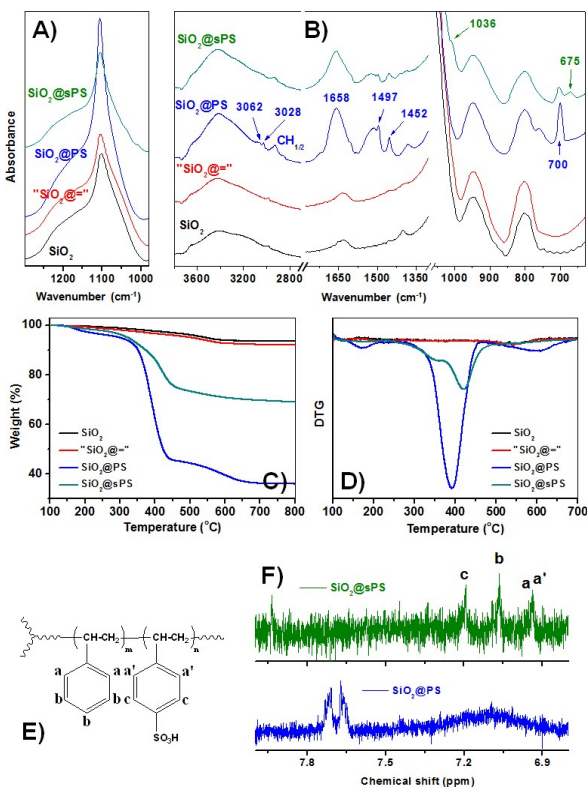 A)
SiO2@sPS
SiO2@PS
"SiO2@="
SiO2
Absorbance
1300 1200 1100 1000
Wavenumber (cm-1)
B)
SiO2@sPS
SiO2@PS
3062
3028
CH1/2
"SiO2@="
SiO2
1658
1497
1452
1036
675
700
3600 3200 2800
1650 1500 1350
1000 900 800 700
Wavenumber (cm-1)
C)
Weight (%)
100
80
60
40
SiO2
"SiO2@="
SiO2@PS
SiO2@sPS
100 200 300 400 500 600 700 800
Temperature (oC)
D)
DTG
SiO2
"SiO2@="
SiO2@PS
SiO2@sPS
100 200 300 400 500 600 700
Temperature (oC)
E)
CH—CH2
m
CH—CH2
n
a a a' a'
b b c c
b
SO3H
F)
SiO2@sPS
c b a a'
SiO2@PS
7.8 7.5 7.2 6.9
Chemical shift (ppm)